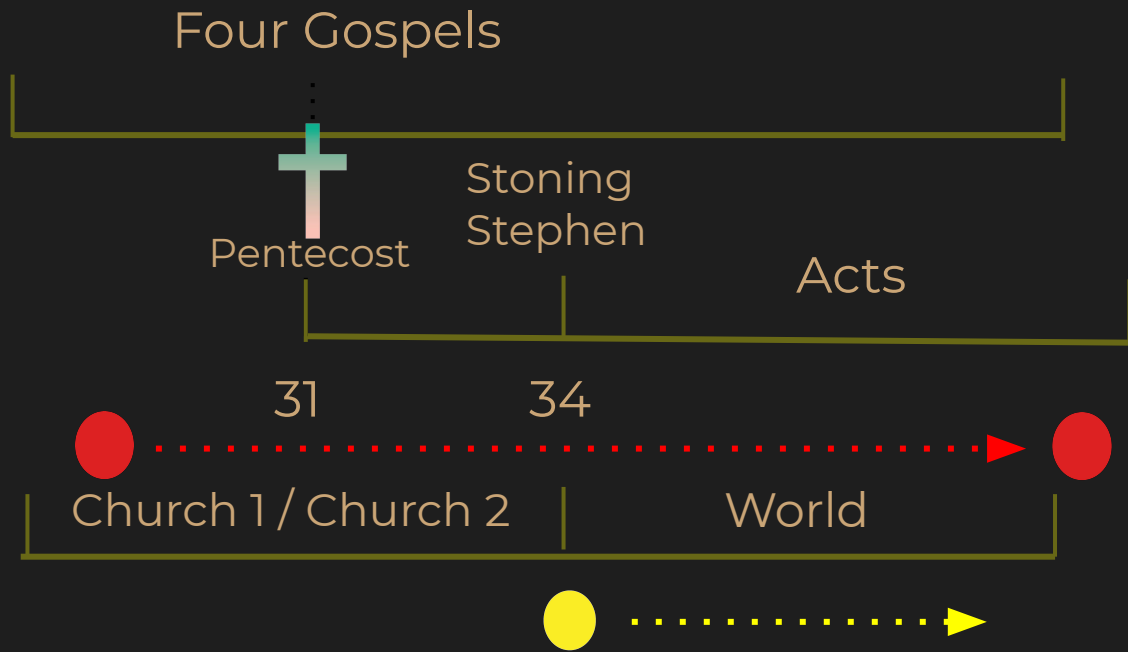 Four Gospels
Stoning
Stephen
Pentecost
Acts
31
34
Church 1 / Church 2
World